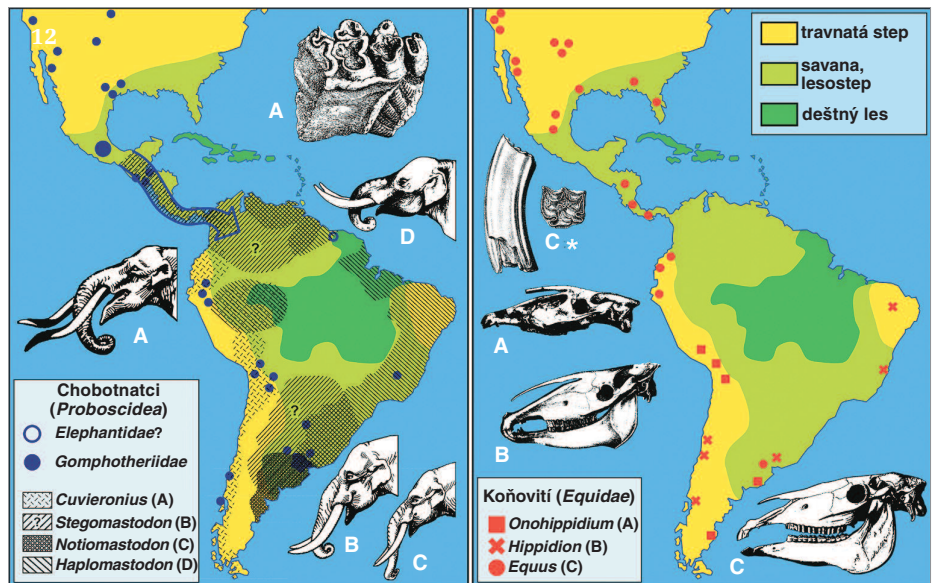 12
A
D
A
?
?
B
C
Chobotnatci
(Proboscidea)
Elephantidae?
Gomphotheriidae
Cuvieronius (A)
? Stegomastodon (B)
Notiomastodon (C)
Haplomastodon (D)
travnatá step
savana,
lesostep
deštný les
C *
A
B
C
Koňovití (Equidae)
Onohippidium (A)
Hippidion (B)
Equus (C)